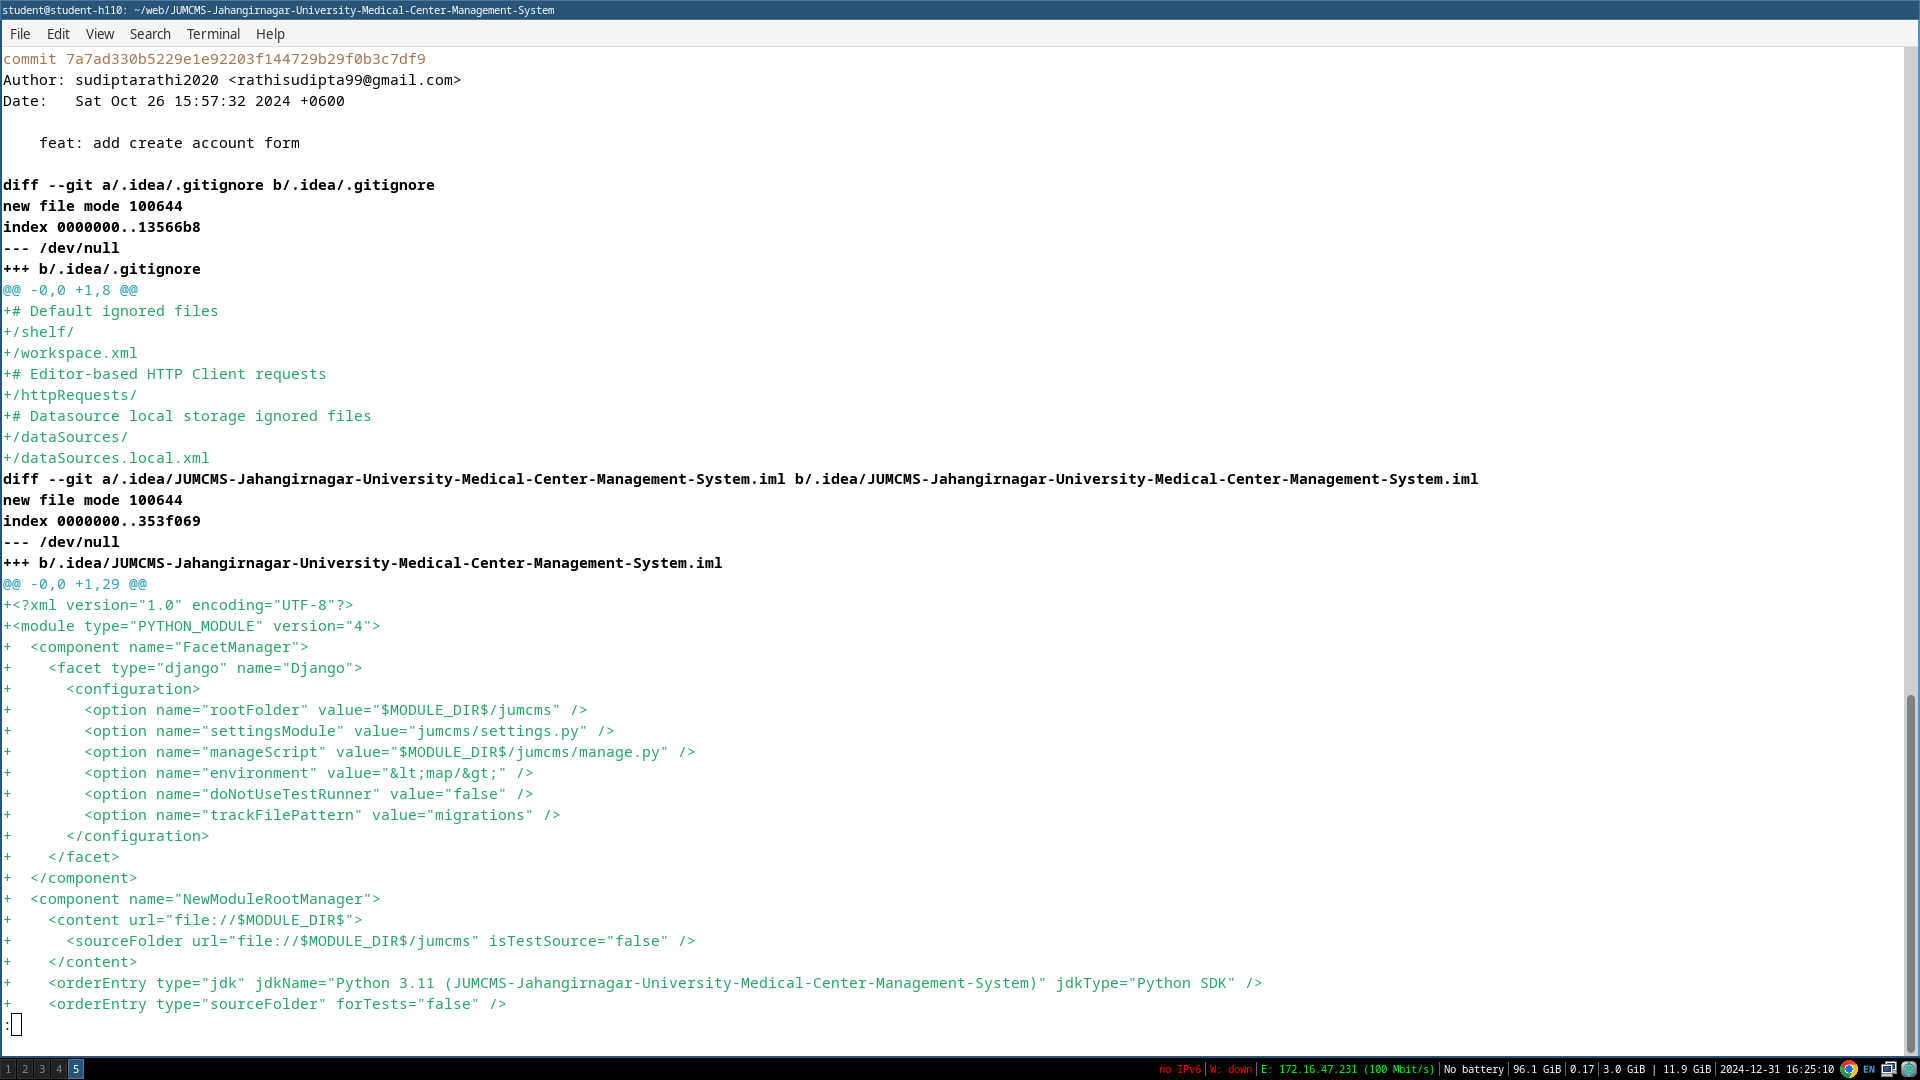 student@student-h110: ~/web/JUMCMS-Jahangirnagar-University-Medical-Center-Management-System
File Edit View Search Terminal Help
commit 7a7ad330b5229e1e92203f144729b29f0b3c7df9
Author: sudiptarathi2020 <rathisudipta99@gmail.com>
Date:   Sat Oct 26 15:57:32 2024 +0600
    feat: add create account form
diff --git a/.idea/.gitignore b/.idea/.gitignore
new file mode 100644
index 0000000..13566b8
--- /dev/null
+++ b/.idea/.gitignore
@@ -0,0 +1,8 @@
+# Default ignored files
+/shelf/
+/workspace.xml
+# Editor-based HTTP Client requests
+/httpRequests/
+# Datasource local storage ignored files
+/dataSources/
+/dataSources.local.xml
diff --git a/.idea/JUMCMS-Jahangirnagar-University-Medical-Center-Management-System.iml b/.idea/JUMCMS-Jahangirnagar-University-Medical-Center-Management-System.iml
new file mode 100644
index 0000000..353f069
--- /dev/null
+++ b/.idea/JUMCMS-Jahangirnagar-University-Medical-Center-Management-System.iml
@@ -0,0 +1,29 @@
+<?xml version="1.0" encoding="UTF-8"?>
+<module type="PYTHON_MODULE" version="4">
+  <component name="FacetManager">
+    <facet type="django" name="Django">
+      <configuration>
+        <option name="rootFolder" value="$MODULE_DIR$/jumcms" />
+        <option name="settingsModule" value="jumcms/settings.py" />
+        <option name="manageScript" value="$MODULE_DIR$/jumcms/manage.py" />
+        <option name="environment" value="&lt;map/&gt;" />
+        <option name="doNotUseTestRunner" value="false" />
+        <option name="trackFilePattern" value="migrations" />
+      </configuration>
+    </facet>
+  </component>
+  <component name="NewModuleRootManager">
+    <content url="file://$MODULE_DIR$">
+      <sourceFolder url="file://$MODULE_DIR$/jumcms" isTestSource="false" />
+    </content>
+    <orderEntry type="jdk" jdkName="Python 3.11 (JUMCMS-Jahangirnagar-University-Medical-Center-Management-System)" jdkType="Python SDK" />
+    <orderEntry type="sourceFolder" forTests="false" />
:
1 2 3 4 5 no IPv6 | W: down | E: 172.16.47.231 (100 Mbit/s) | No battery | 96.1 GiB | 0.17 | 3.0 GiB | 11.9 GiB | 2024-12-31 16:25:10 EN